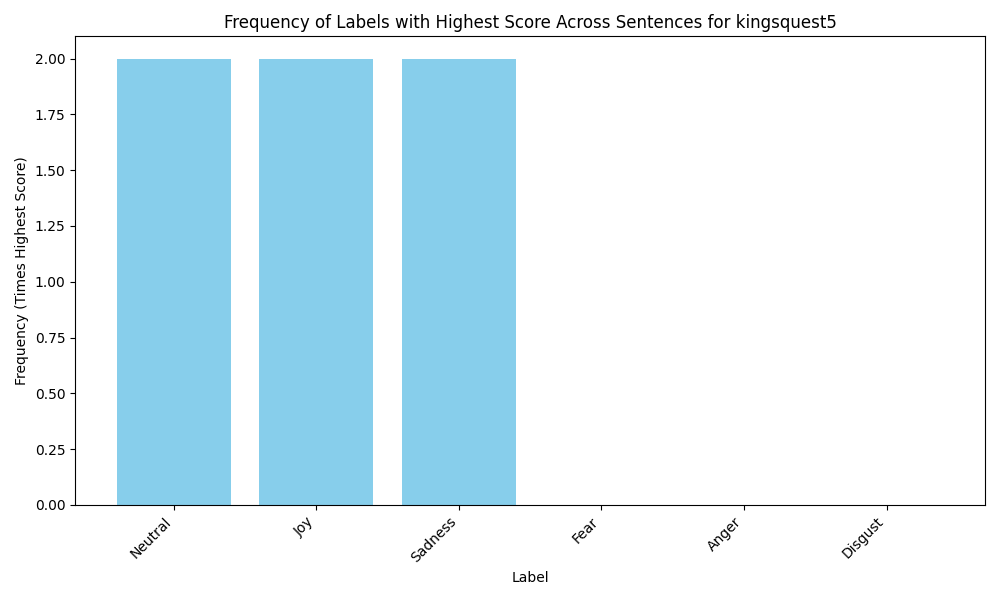 Frequency of Labels with Highest Score Across Sentences for kingsquest5
Frequency (Times Highest Score)
2.00
1.75
1.50
1.25
1.00
0.75
0.50
0.25
0.00
Neutral
Joy
Sadness
Fear
Anger
Disgust
Label